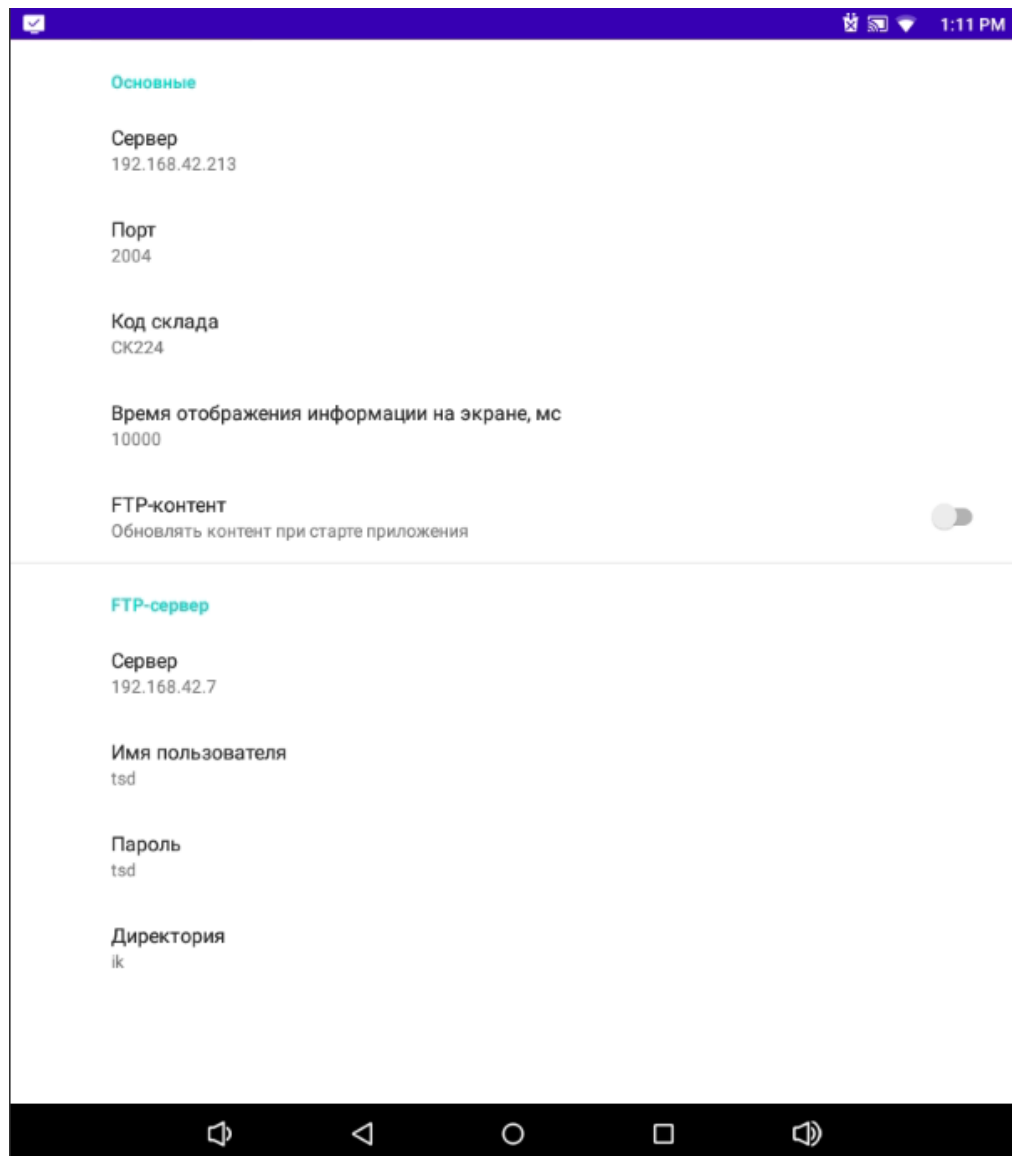 1:11 PM
Основные
Сервер
192.168.42.213
Порт
2004
Код склада
СК224
Время отображения информации на экране, мс
10000
FTP-контент
Обновлять контент при старте приложения
FTP-сервер
Сервер
192.168.42.7
Имя пользователя
tsd
Пароль
tsd
Директория
ik